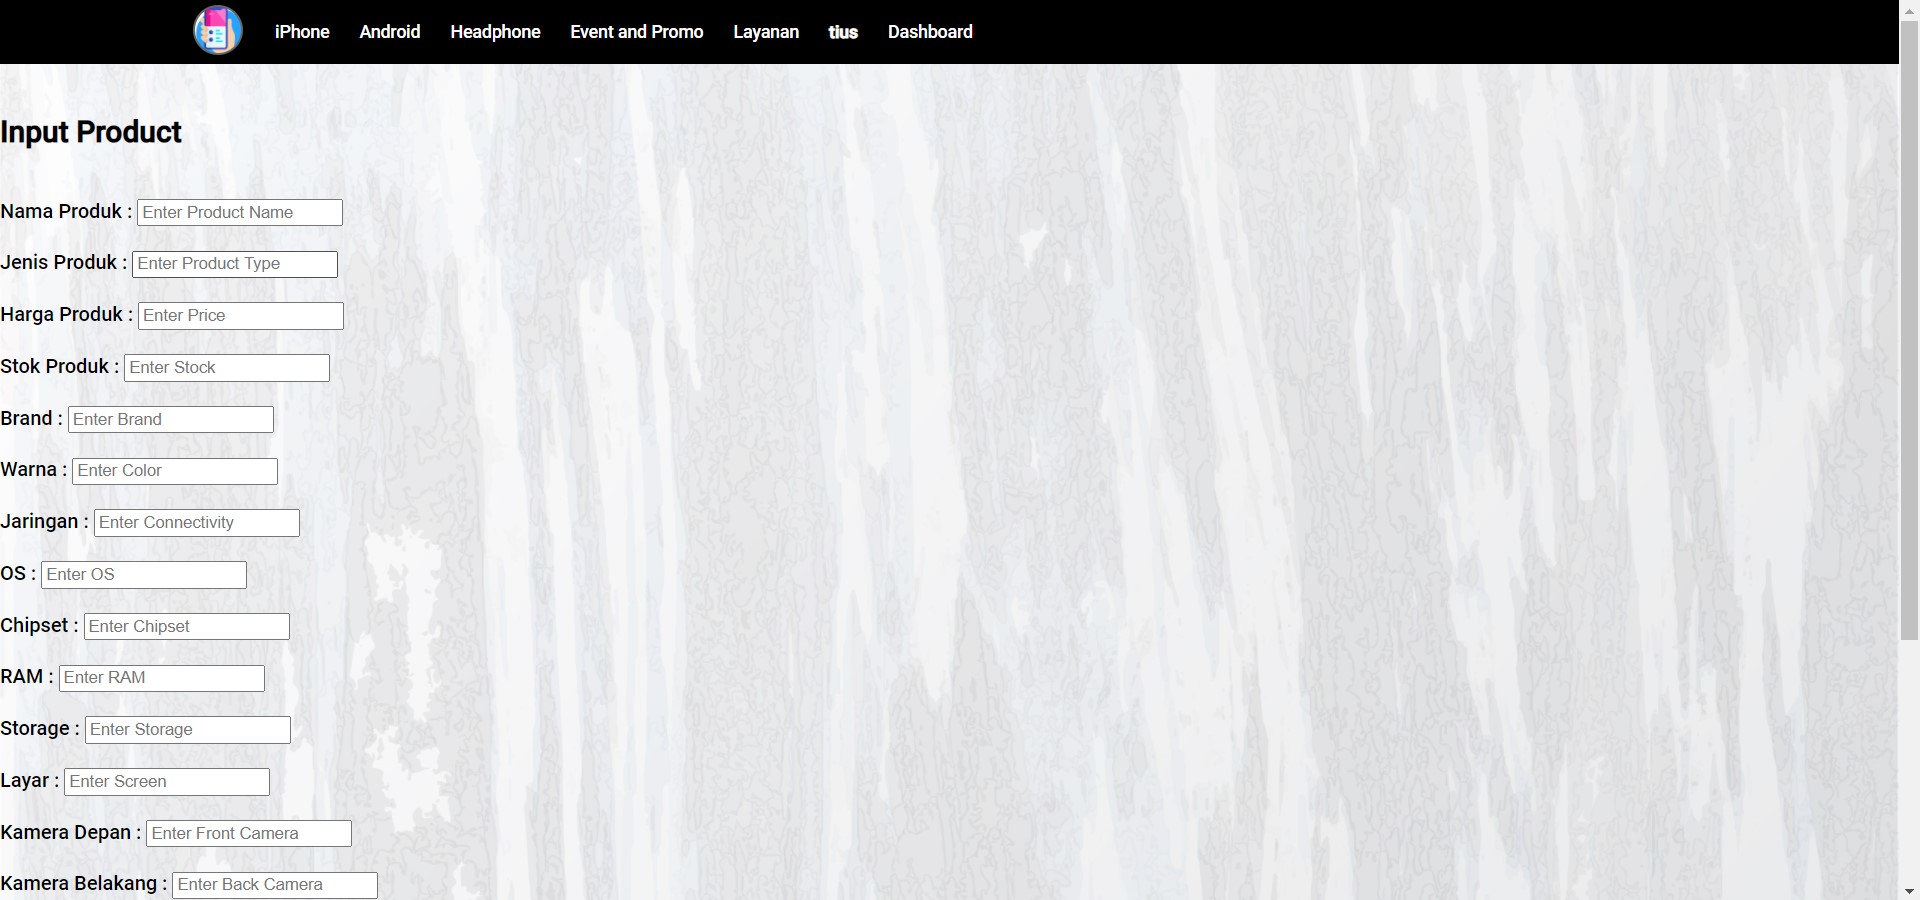 iPhone Android Headphone Event and Promo Layanan tius Dashboard
Input Product
Nama Produk : Enter Product Name
Jenis Produk : Enter Product Type
Harga Produk : Enter Price
Stok Produk : Enter Stock
Brand : Enter Brand
Warna : Enter Color
Jaringan : Enter Connectivity
OS : Enter OS
Chipset : Enter Chipset
RAM : Enter RAM
Storage : Enter Storage
Layar : Enter Screen
Kamera Depan : Enter Front Camera
Kamera Belakang : Enter Back Camera